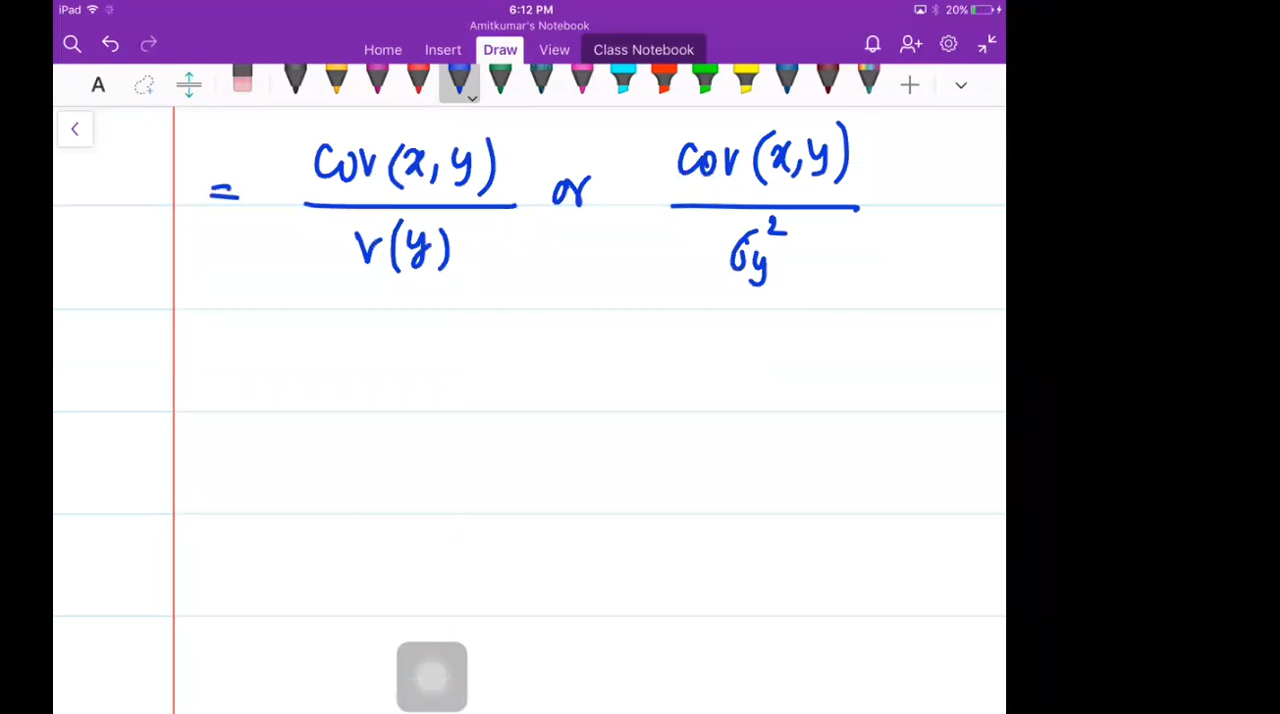 iPad 6:12 PM 20%
Amitkumar's Notebook
Home Insert Draw View Class Notebook
A
= Cov(x, y) / V(y) or Cov(x, y) / σy²